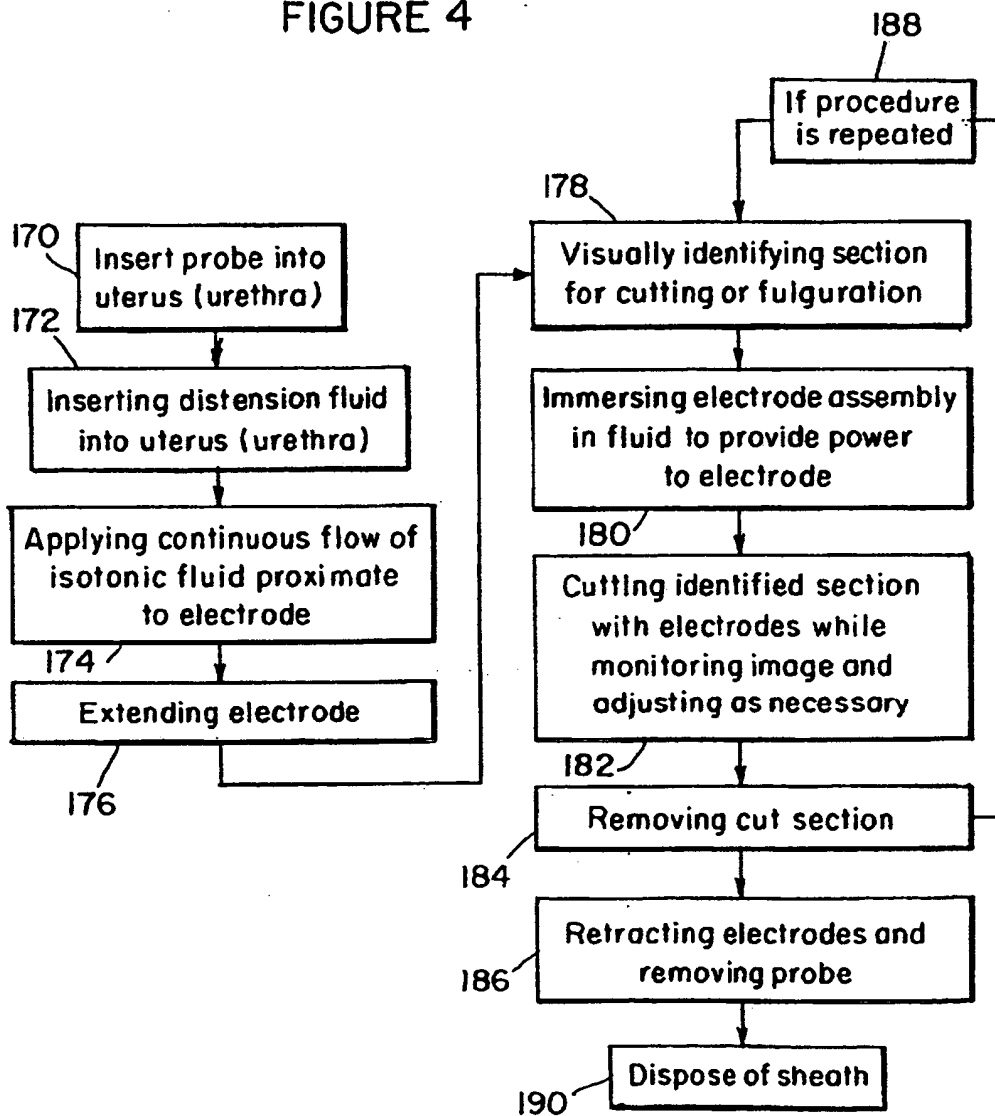 FIGURE 4
170
Insert probe into
uterus (urethra)
172
Inserting distension fluid
into uterus (urethra)
Applying continuous flow of
isotonic fluid proximate
to electrode
174
Extending electrode
176
188
If procedure
is repeated
178
Visually identifying section
for cutting or fulguration
Immersing electrode assembly
in fluid to provide power
to electrode
180
Cutting identified section
with electrodes while
monitoring image and
adjusting as necessary
182
Removing cut section
184
Retracting electrodes and
removing probe
186
Dispose of sheath
190